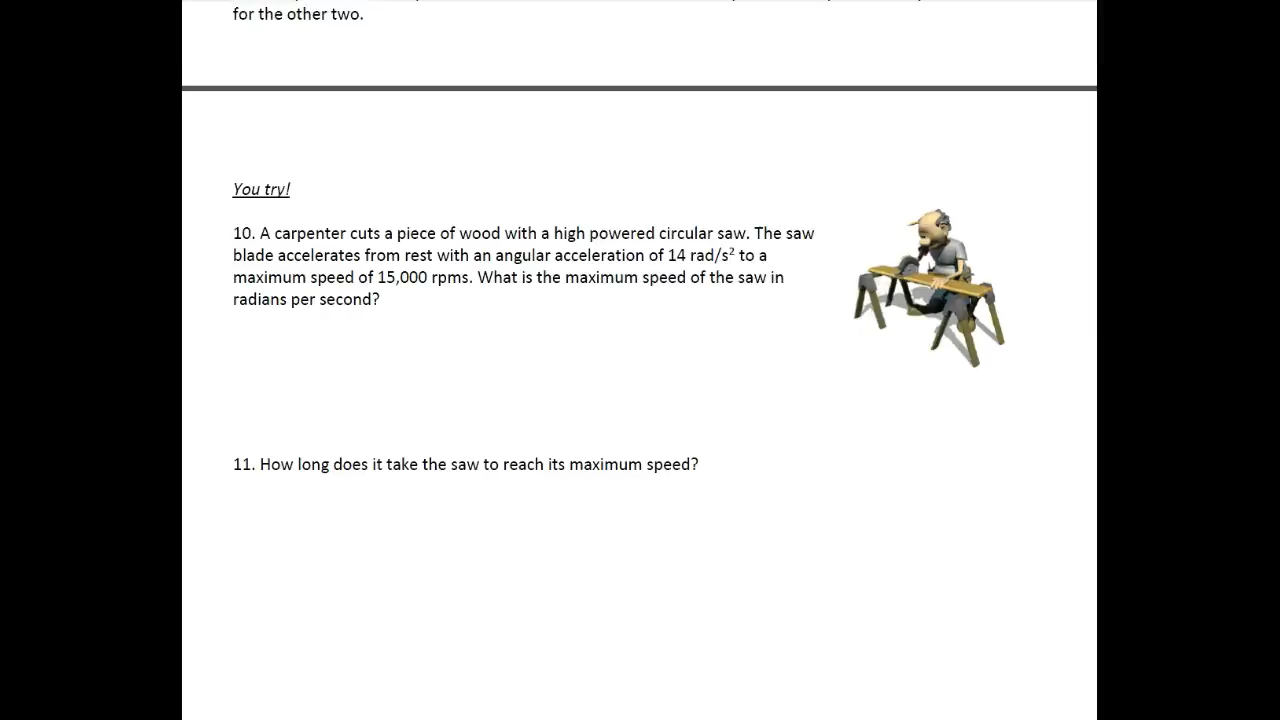 for the other two.
You try!
10. A carpenter cuts a piece of wood with a high powered circular saw. The saw
blade accelerates from rest with an angular acceleration of 14 rad/s² to a
maximum speed of 15,000 rpms. What is the maximum speed of the saw in
radians per second?
11. How long does it take the saw to reach its maximum speed?